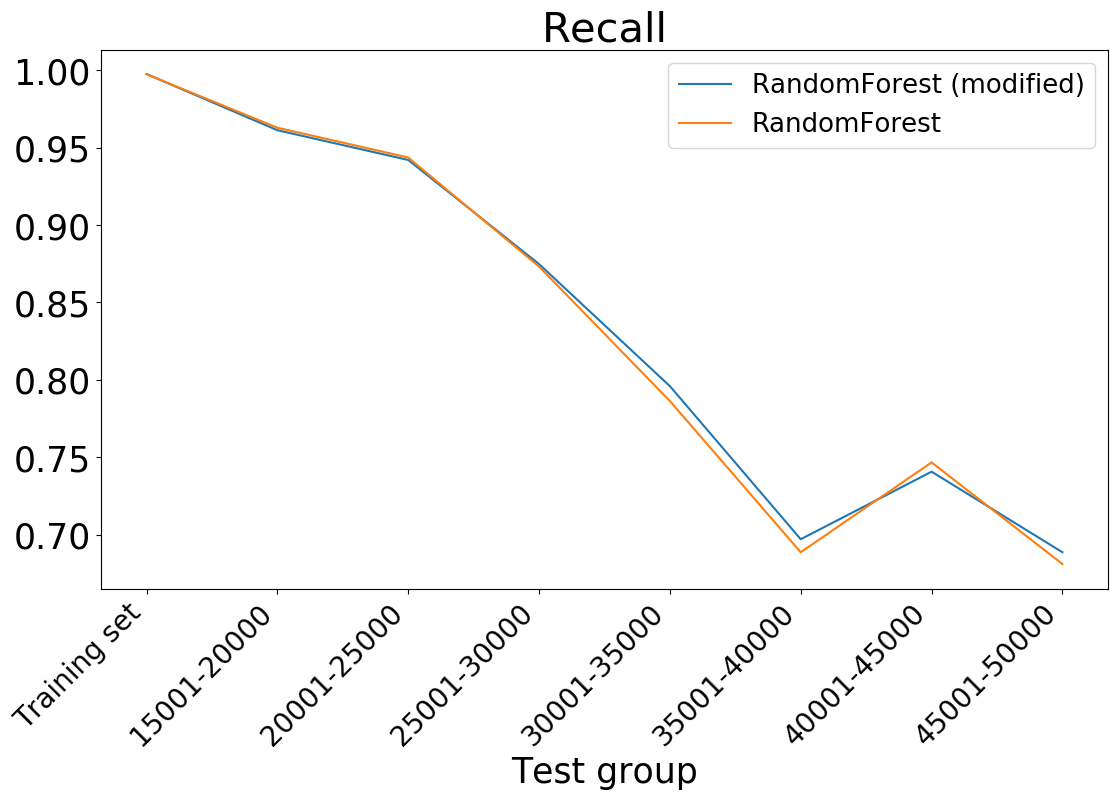 Recall
RandomForest (modified)
RandomForest
1.00
0.95
0.90
0.85
0.80
0.75
0.70
Training set
15001-20000
20001-25000
25001-30000
30001-35000
35001-40000
40001-45000
45001-50000
Test group